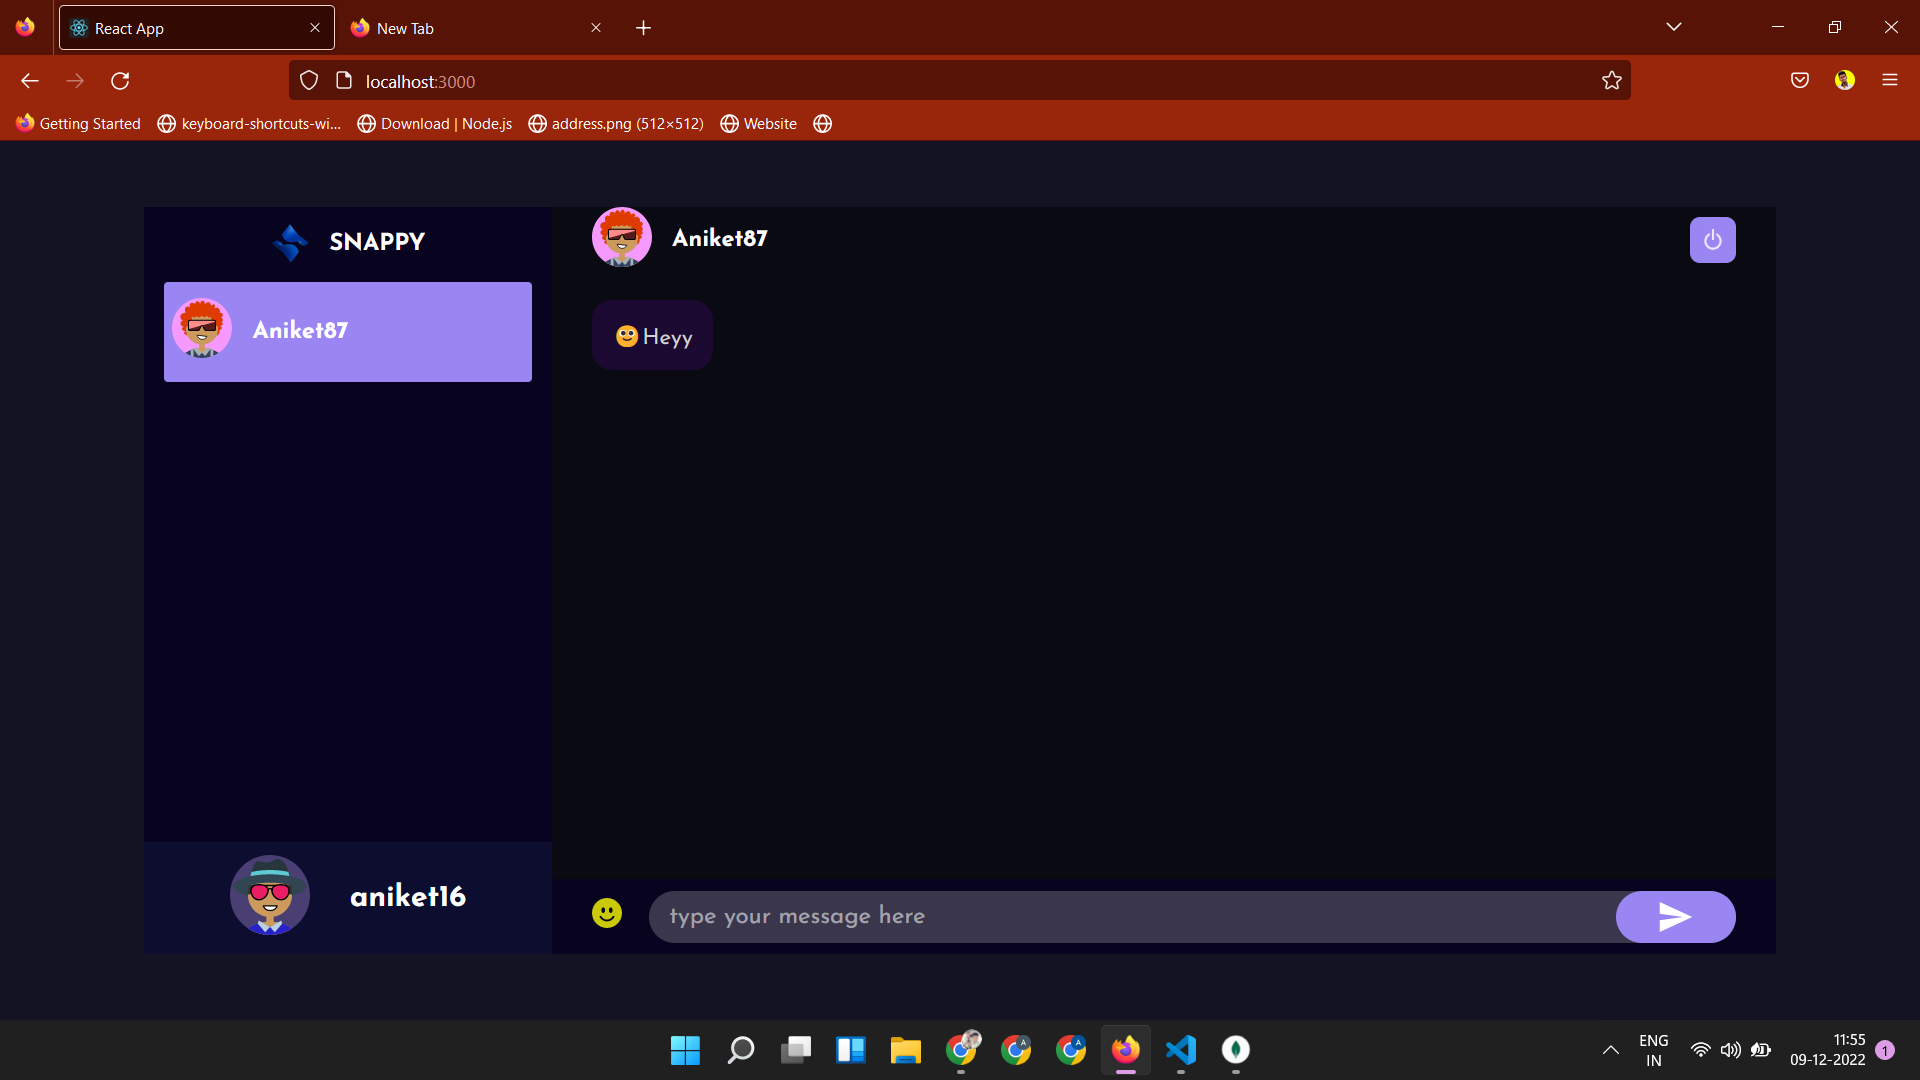 React App
New Tab
localhost:3000
Getting Started
keyboard-shortcuts-wi...
Download | Node.js
address.png (512×512)
Website
SNAPPY
Aniket87
Aniket87
Heyy
aniket16
type your message here
ENG
IN
11:55
09-12-2022
1